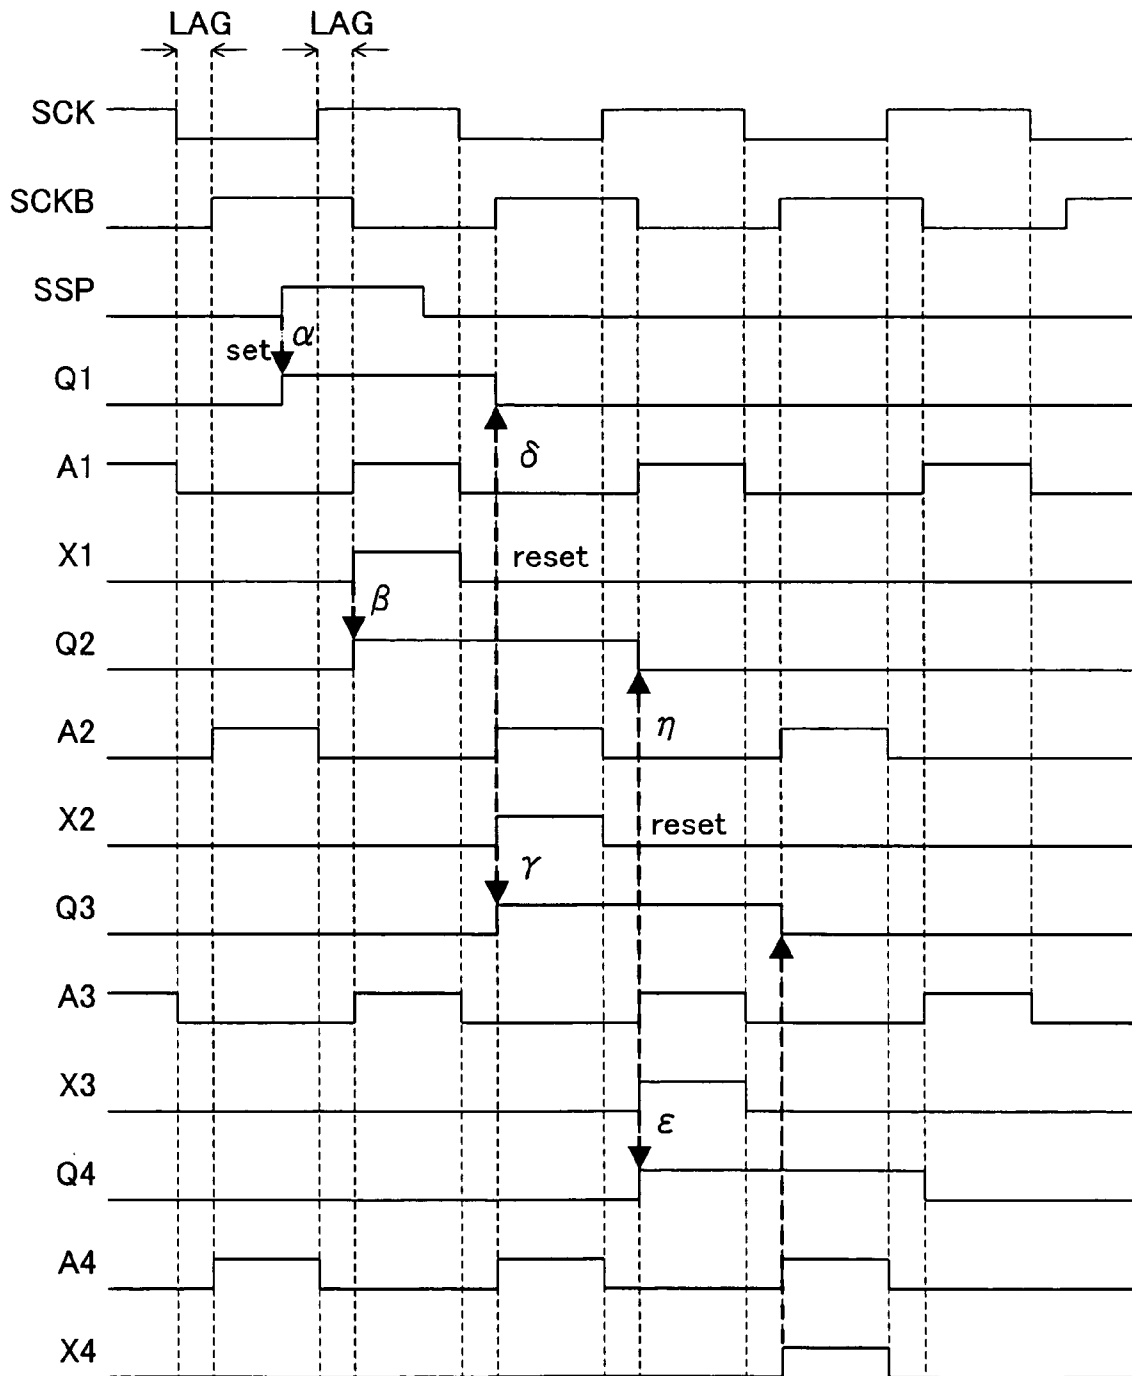 LAG LAG
SCK
SCKB
SSP
set α
Q1
δ
A1
X1 reset
β
Q2
A2 η
X2 reset
γ
Q3
A3
X3
ε
Q4
A4
X4